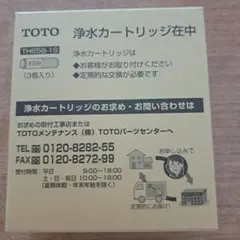 TOTO
浄水カートリッジ在中
TH658-1S
(3個入り)
浄水カートリッジは
●お客様がお取り付けください
●定期的な交換が必要です
浄水カートリッジのお求め・お問い合わせは
お求めの取付工事店または
TOTOメンテナンス(株)TOTOパーツセンターへ
TEL 0120-8282-55
FAX 0120-8272-99
受付時間:平日 9:00~18:00
土・日・祝日 10:00~18:00
(夏期休暇・年末年始を除く)
お申し込みで
定期的にお届け!